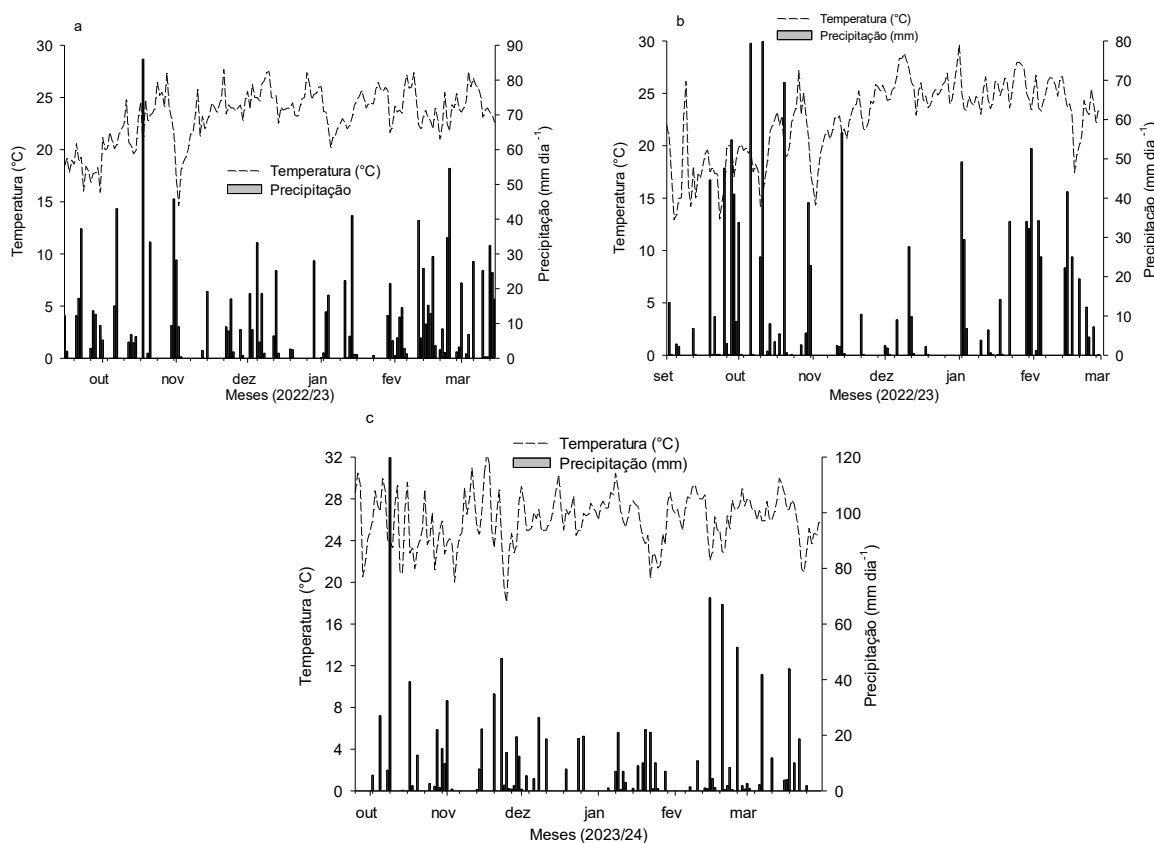 a
Temperatura (°C)
Precipitação
30
25
20
15
10
5
0
Temperatura (°C)
90
80
70
60
50
40
30
20
10
0
Precipitação (mm dia⁻¹)
out nov dez jan fev mar
Meses (2022/23)
b
Temperatura (°C)
Precipitação (mm)
30
25
20
15
10
5
0
Temperatura (°C)
80
70
60
50
40
30
20
10
0
Precipitação (mm dia⁻¹)
set out nov dez jan fev mar
Meses (2022/23)
c
Temperatura (°C)
Precipitação (mm)
32
28
24
20
16
12
8
4
0
Temperatura (°C)
120
100
80
60
40
20
0
Precipitação (mm dia⁻¹)
out nov dez jan fev mar
Meses (2023/24)